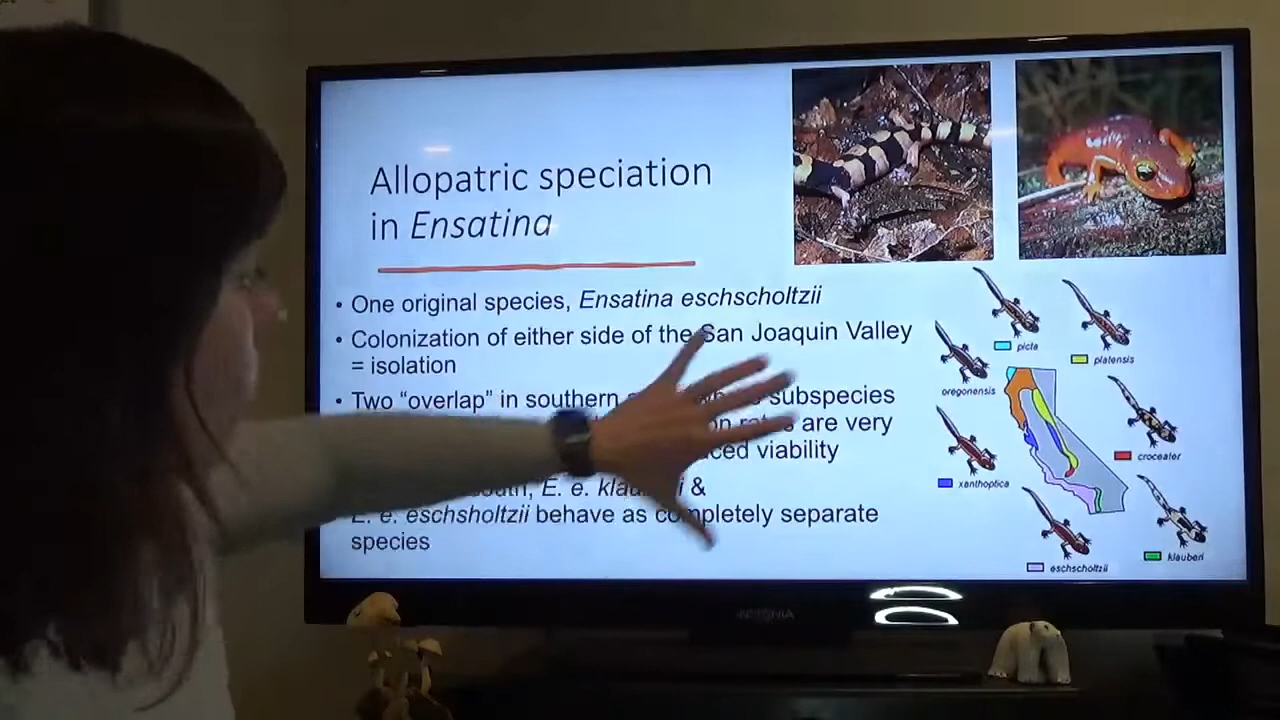 Allopatric speciation
in Ensatina
• One original species, Ensatina eschscholtzii
• Colonization of either side of the San Joaquin Valley
= isolation
• Two “overlap” in southern subspecies
are very
viability
E. e. &
E. e. eschsholtzii behave as completely separate
species
picta
platensis
oregonensis
croceater
xanthoptica
klauberi
eschscholtzii
INSIGNIA